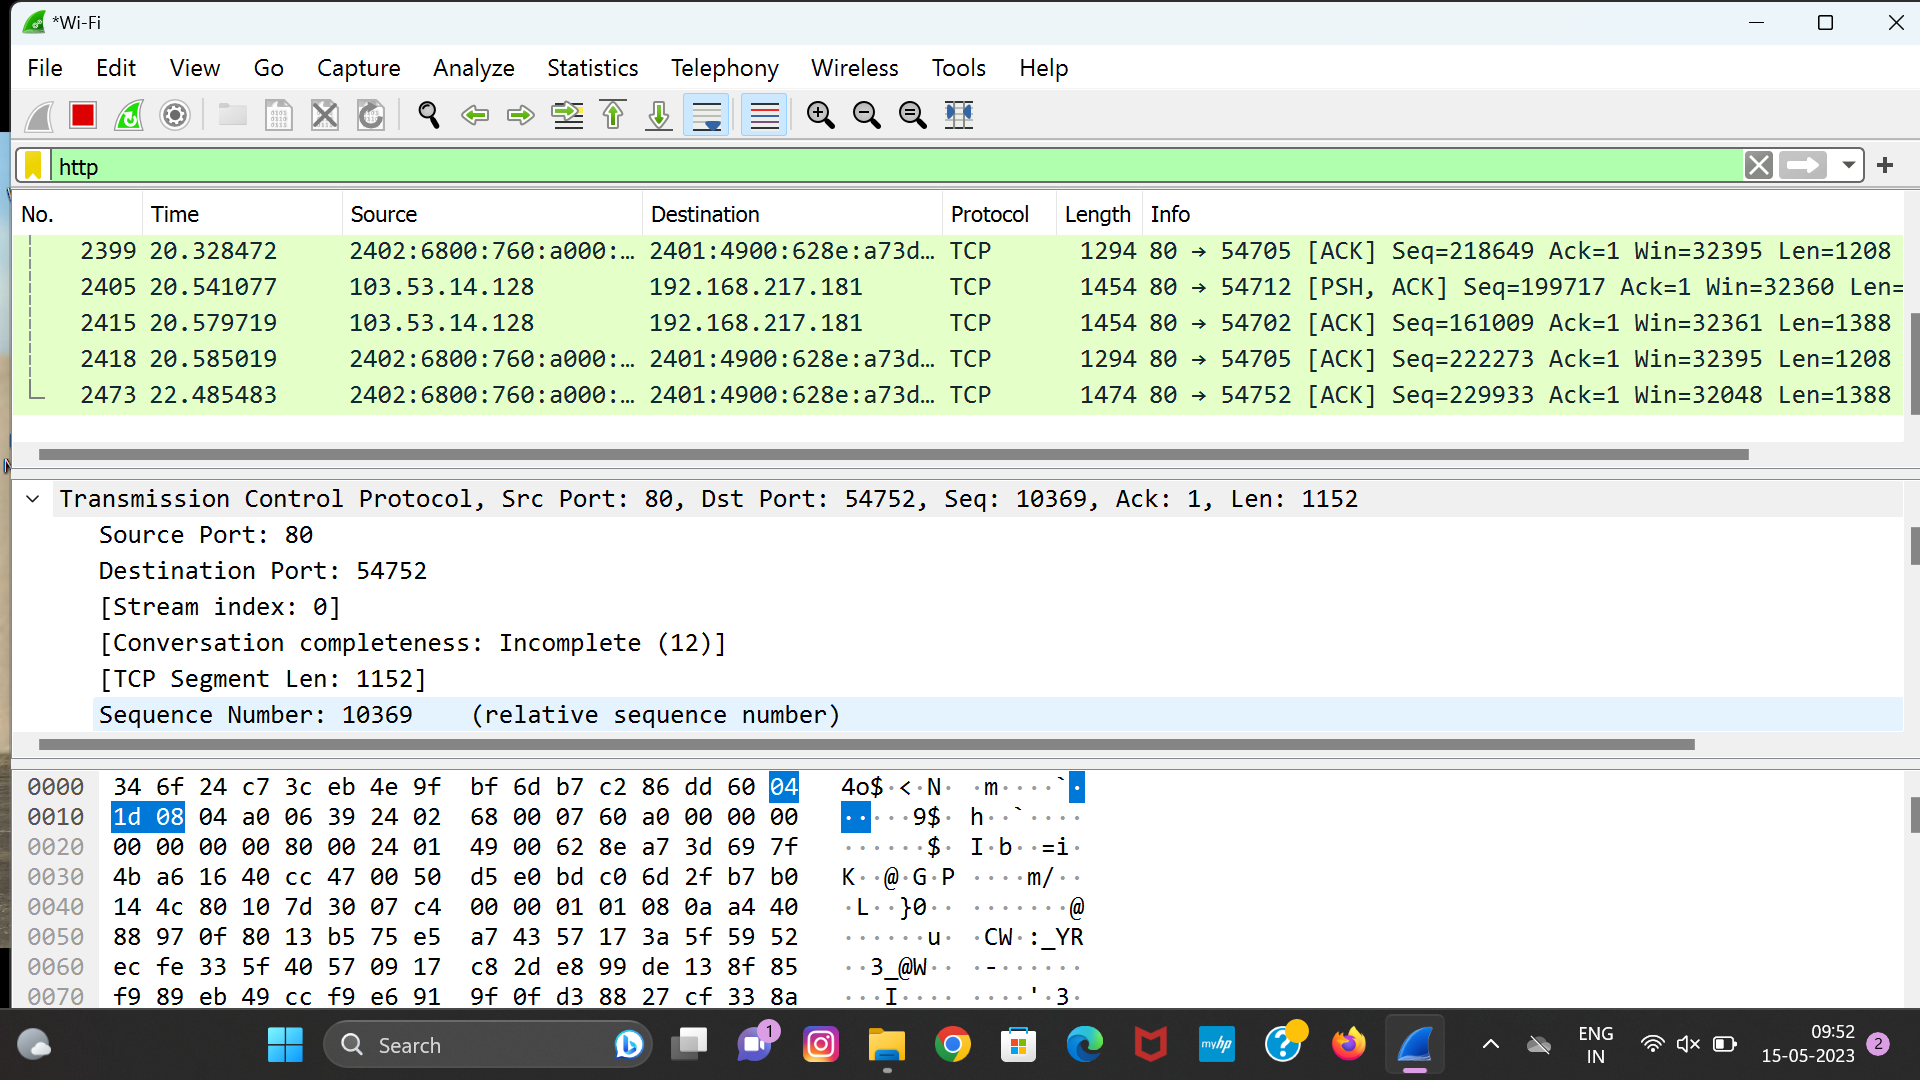 *Wi-Fi
File Edit View Go Capture Analyze Statistics Telephony Wireless Tools Help
http
No. Time Source Destination Protocol Length Info
2399 20.328472 2402:6800:760:a000:… 2401:4900:628e:a73d… TCP 1294 80 → 54705 [ACK] Seq=218649 Ack=1 Win=32395 Len=1208
2405 20.541077 103.53.14.128 192.168.217.181 TCP 1454 80 → 54712 [PSH, ACK] Seq=199717 Ack=1 Win=32360 Len=
2415 20.579719 103.53.14.128 192.168.217.181 TCP 1454 80 → 54702 [ACK] Seq=161009 Ack=1 Win=32361 Len=1388
2418 20.585019 2402:6800:760:a000:… 2401:4900:628e:a73d… TCP 1294 80 → 54705 [ACK] Seq=222273 Ack=1 Win=32395 Len=1208
2473 22.485483 2402:6800:760:a000:… 2401:4900:628e:a73d… TCP 1474 80 → 54752 [ACK] Seq=229933 Ack=1 Win=32048 Len=1388
Transmission Control Protocol, Src Port: 80, Dst Port: 54752, Seq: 10369, Ack: 1, Len: 1152
Source Port: 80
Destination Port: 54752
[Stream index: 0]
[Conversation completeness: Incomplete (12)]
[TCP Segment Len: 1152]
Sequence Number: 10369 (relative sequence number)
0000 34 6f 24 c7 3c eb 4e 9f bf 6d b7 c2 86 dd 60 04 4o$·<·N· ·m····`·
0010 1d 08 04 a0 06 39 24 02 68 00 07 60 a0 00 00 00 ·····9$· h··`····
0020 00 00 00 00 80 00 24 01 49 00 62 8e a7 3d 69 7f ······$· I·b··=i·
0030 4b a6 16 40 cc 47 00 50 d5 e0 bd c0 6d 2f b7 b0 K··@·G·P ····m/··
0040 14 4c 80 10 7d 30 07 c4 00 00 01 01 08 0a a4 40 ·L··}0·· ·······@
0050 88 97 0f 80 13 b5 75 e5 a7 43 57 17 3a 5f 59 52 ······u· ·CW·:_YR
0060 ec fe 33 5f 40 57 09 17 c8 2d e8 99 de 13 8f 85 ··3_@W·· ·-······
0070 f9 89 eb 49 cc f9 e6 91 9f 0f d3 88 27 cf 33 8a ···I···· ····'·3·
Search 1 myhp ENG 09:52
IN 15-05-2023 2